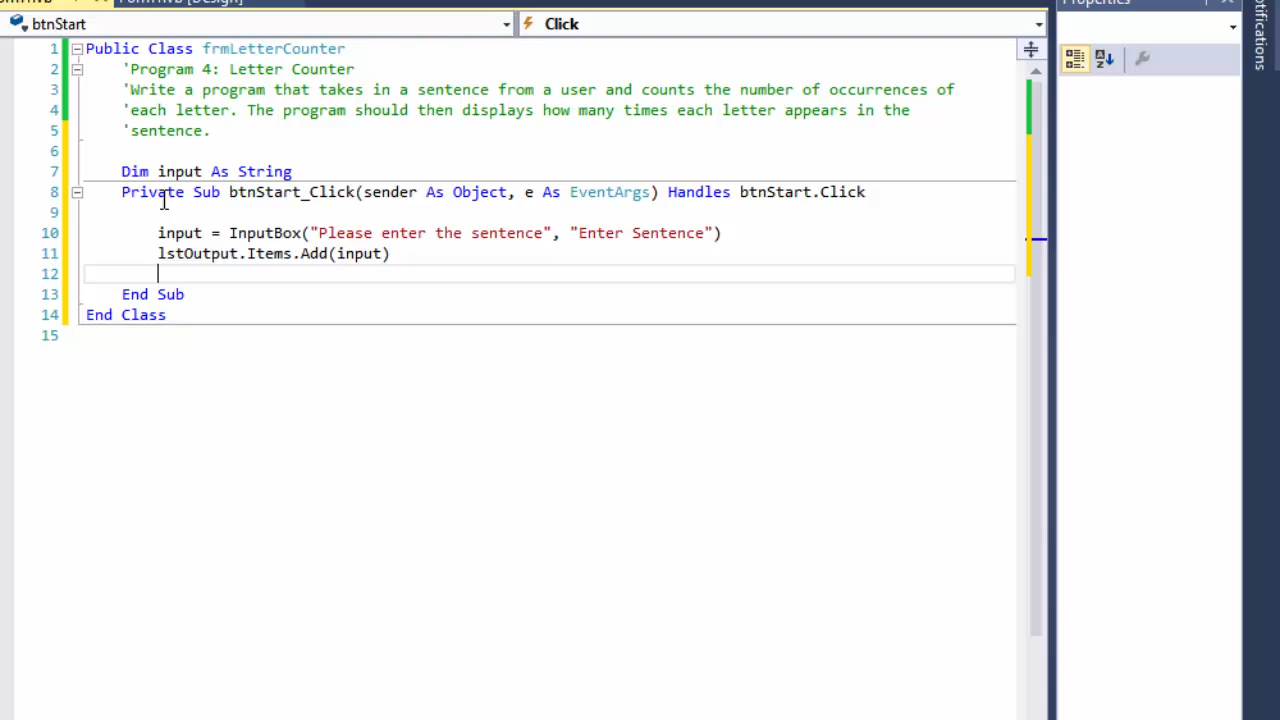 btnStart
Click
Properties
Notifications
1 Public Class frmLetterCounter
2 'Program 4: Letter Counter
3 'Write a program that takes in a sentence from a user and counts the number of occurrences of
4 'each letter. The program should then displays how many times each letter appears in the
5 'sentence.
6
7 Dim input As String
8 Private Sub btnStart_Click(sender As Object, e As EventArgs) Handles btnStart.Click
9
10 input = InputBox("Please enter the sentence", "Enter Sentence")
11 lstOutput.Items.Add(input)
12
13 End Sub
14 End Class
15